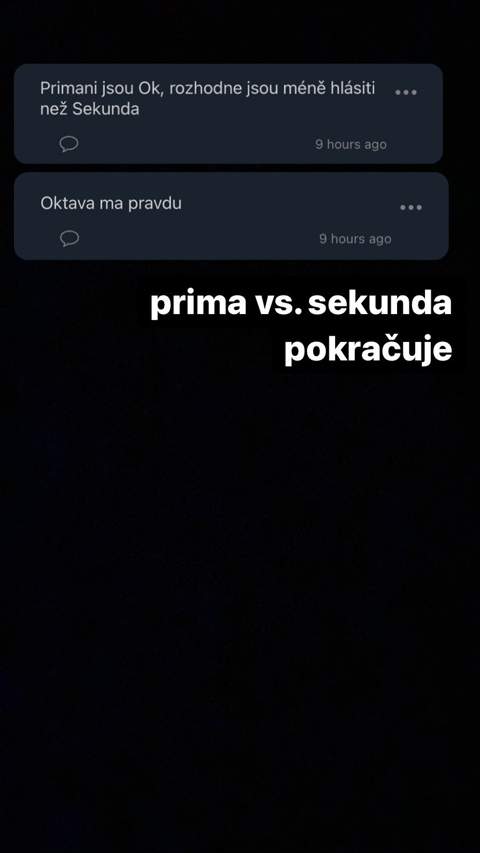 Primani jsou Ok, rozhodne jsou méně hlásiti
než Sekunda
9 hours ago
Oktava ma pravdu
9 hours ago
prima vs. sekunda
pokračuje